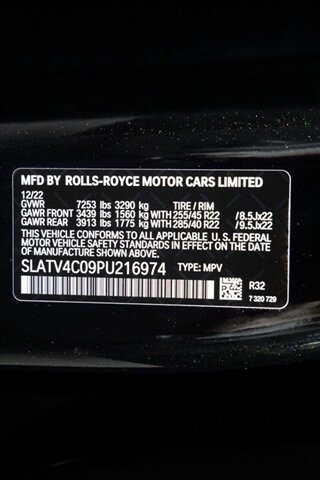 MFD BY ROLLS-ROYCE MOTOR CARS LIMITED
12/22
GVWR 7253 lbs 3290 kg TIRE / RIM
GAWR FRONT 3439 lbs 1560 kg WITH 255/45 R22 /8.5Jx22
GAWR REAR 3913 lbs 1775 kg WITH 285/40 R22 /9.5Jx22
THIS VEHICLE CONFORMS TO ALL APPLICABLE
U.S. FEDERAL MOTOR VEHICLE SAFETY
STANDARDS IN EFFECT ON THE DATE OF
MANUFACTURE SHOWN ABOVE.
SLATV4C09PU216974 TYPE: MPV
R32
7 320 729